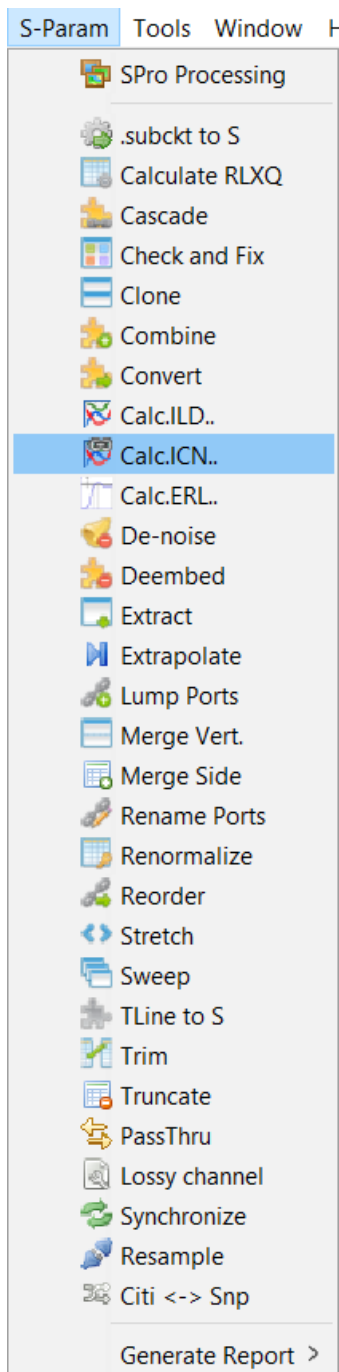 S-Param Tools Window H
SPro Processing
.subckt to S
Calculate RLXQ
Cascade
Check and Fix
Clone
Combine
Convert
Calc.ILD..
Calc.ICN..
Calc.ERL..
De-noise
Deembed
Extract
Extrapolate
Lump Ports
Merge Vert.
Merge Side
Rename Ports
Renormalize
Reorder
Stretch
Sweep
TLine to S
Trim
Truncate
PassThru
Lossy channel
Synchronize
Resample
Citi <-> Snp
Generate Report >